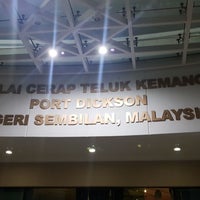 LAI CERAP TELUK KEMANG
PORT DICKSON
GERI SEMBILAN, MALAYSI